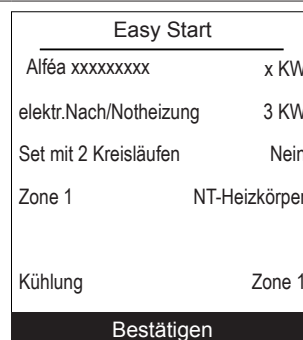 Easy Start
Alféa xxxxxxxxx x KW
elektr.Nach/Notheizung 3 KW
Set mit 2 Kreisläufen Nein
Zone 1 NT-Heizkörper
Kühlung Zone 1
Bestätigen